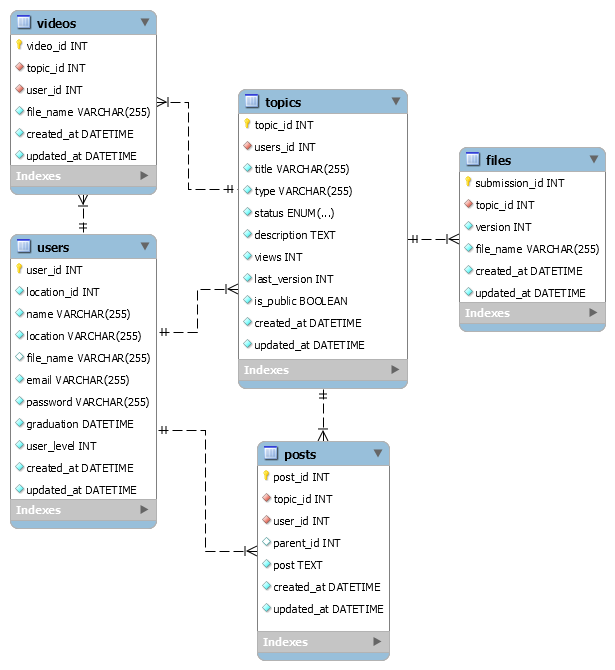 videos
video_id INT
topic_id INT
user_id INT
file_name VARCHAR(255)
created_at DATETIME
updated_at DATETIME
Indexes
users
user_id INT
location_id INT
name VARCHAR(255)
location VARCHAR(255)
file_name VARCHAR(255)
email VARCHAR(255)
password VARCHAR(255)
graduation DATETIME
user_level INT
created_at DATETIME
updated_at DATETIME
Indexes
topics
topic_id INT
users_id INT
title VARCHAR(255)
type VARCHAR(255)
status ENUM(...)
description TEXT
views INT
last_version INT
is_public BOOLEAN
created_at DATETIME
updated_at DATETIME
Indexes
posts
post_id INT
topic_id INT
user_id INT
parent_id INT
post TEXT
created_at DATETIME
updated_at DATETIME
Indexes
files
submission_id INT
topic_id INT
version INT
file_name VARCHAR(255)
created_at DATETIME
updated_at DATETIME
Indexes